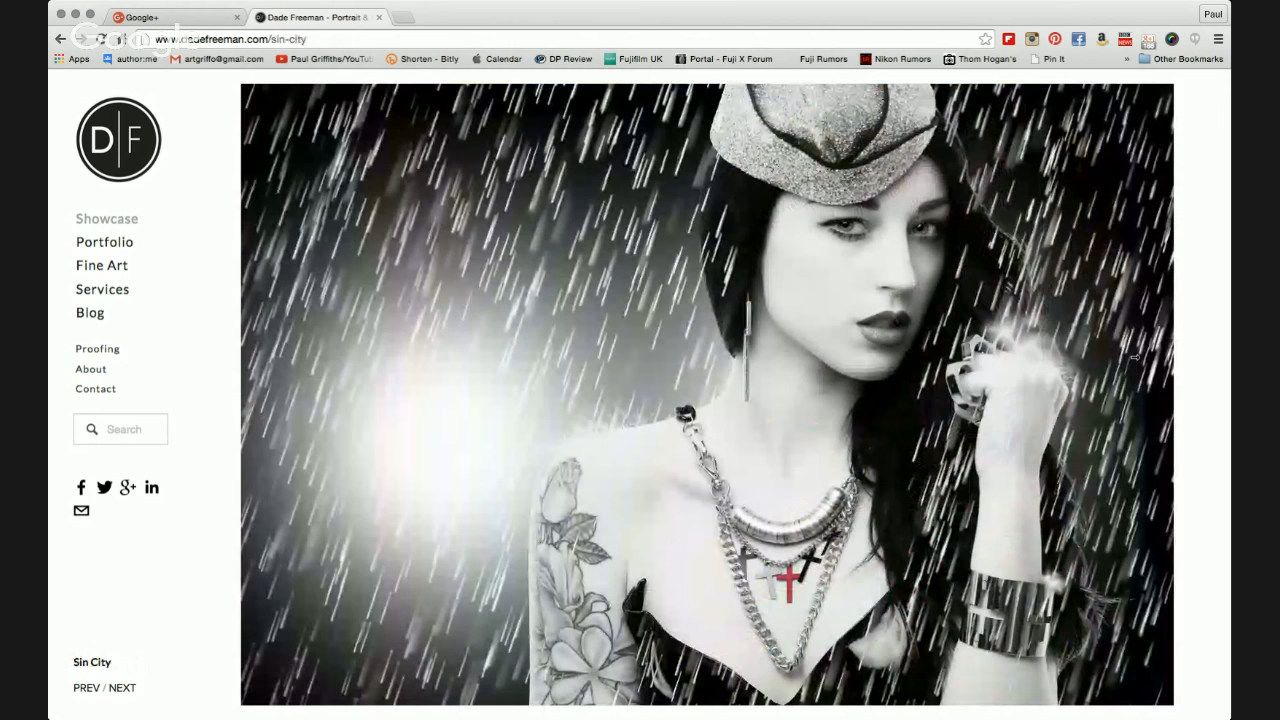 Google+
Dade Freeman - Portrait &
Paul
www.dadefreeman.com/sin-city
Google
Apps
author:me
artgriffo@gmail.com
Paul Griffiths/YouTu
Shorten - Bitly
Calendar
DP Review
Fujifilm UK
Portal - Fuji X Forum
Fuji Rumors
Nikon Rumors
Thom Hogan's
Pin It
»
Other Bookmarks
D F
Showcase
Portfolio
Fine Art
Services
Blog
Proofing
About
Contact
Search
Sin City
PREV / NEXT